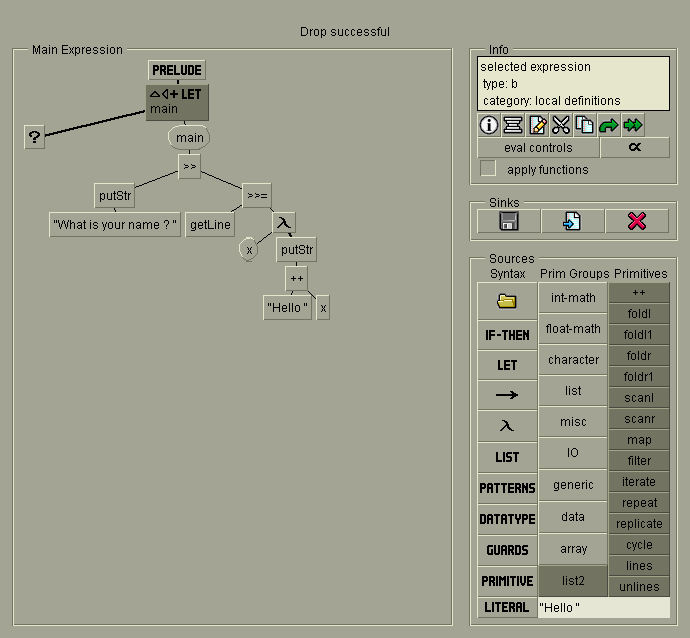 Drop successful
Main Expression
PRELUDE
LET
main
?
main
>>
putStr
>>=
"What is your name ? "
getLine
λ
x
putStr
++
"Hello "
x
Info
selected expression
type: b
category: local definitions
eval controls
∝
apply functions
Sinks
Sources
Syntax Prim Groups Primitives
IF-THEN
LET
→
λ
LIST
PATTERNS
DATATYPE
GUARDS
PRIMITIVE
LITERAL "Hello "
int-math
float-math
character
list
misc
IO
generic
data
array
list2
++
foldl
foldl1
foldr
foldr1
scanl
scanr
map
filter
iterate
repeat
replicate
cycle
lines
unlines